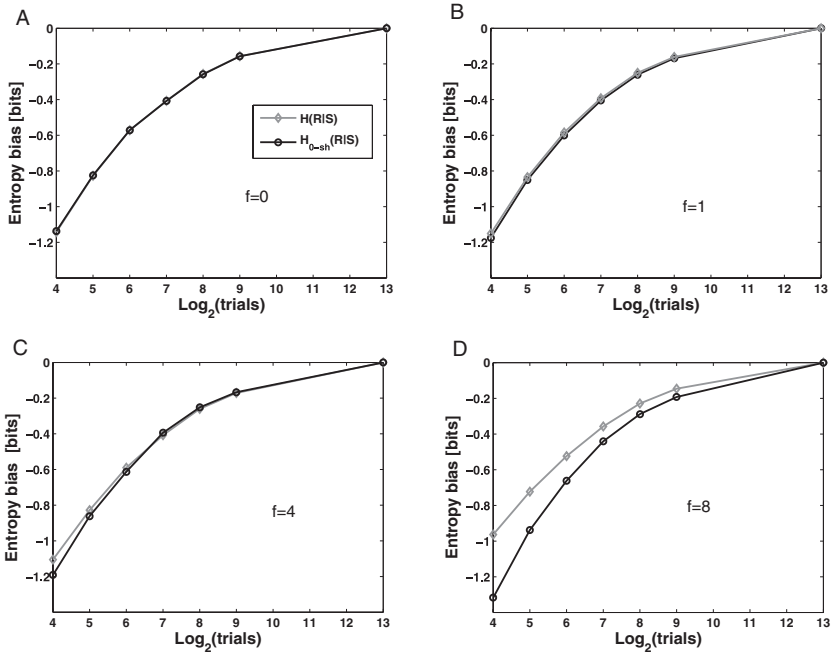 A
Entropy bias [bits]
0
−0.2
−0.4
−0.6
−0.8
−1
−1.2
H(R|S)
H0−sh(R|S)
f=0
4 5 6 7 8 9 10 11 12 13
Log2(trials)
B
Entropy bias [bits]
0
−0.2
−0.4
−0.6
−0.8
−1
−1.2
f=1
4 5 6 7 8 9 10 11 12 13
Log2(trials)
C
Entropy bias [bits]
0
−0.2
−0.4
−0.6
−0.8
−1
−1.2
f=4
4 5 6 7 8 9 10 11 12 13
Log2(trials)
D
Entropy bias [bits]
0
−0.2
−0.4
−0.6
−0.8
−1
−1.2
f=8
4 5 6 7 8 9 10 11 12 13
Log2(trials)